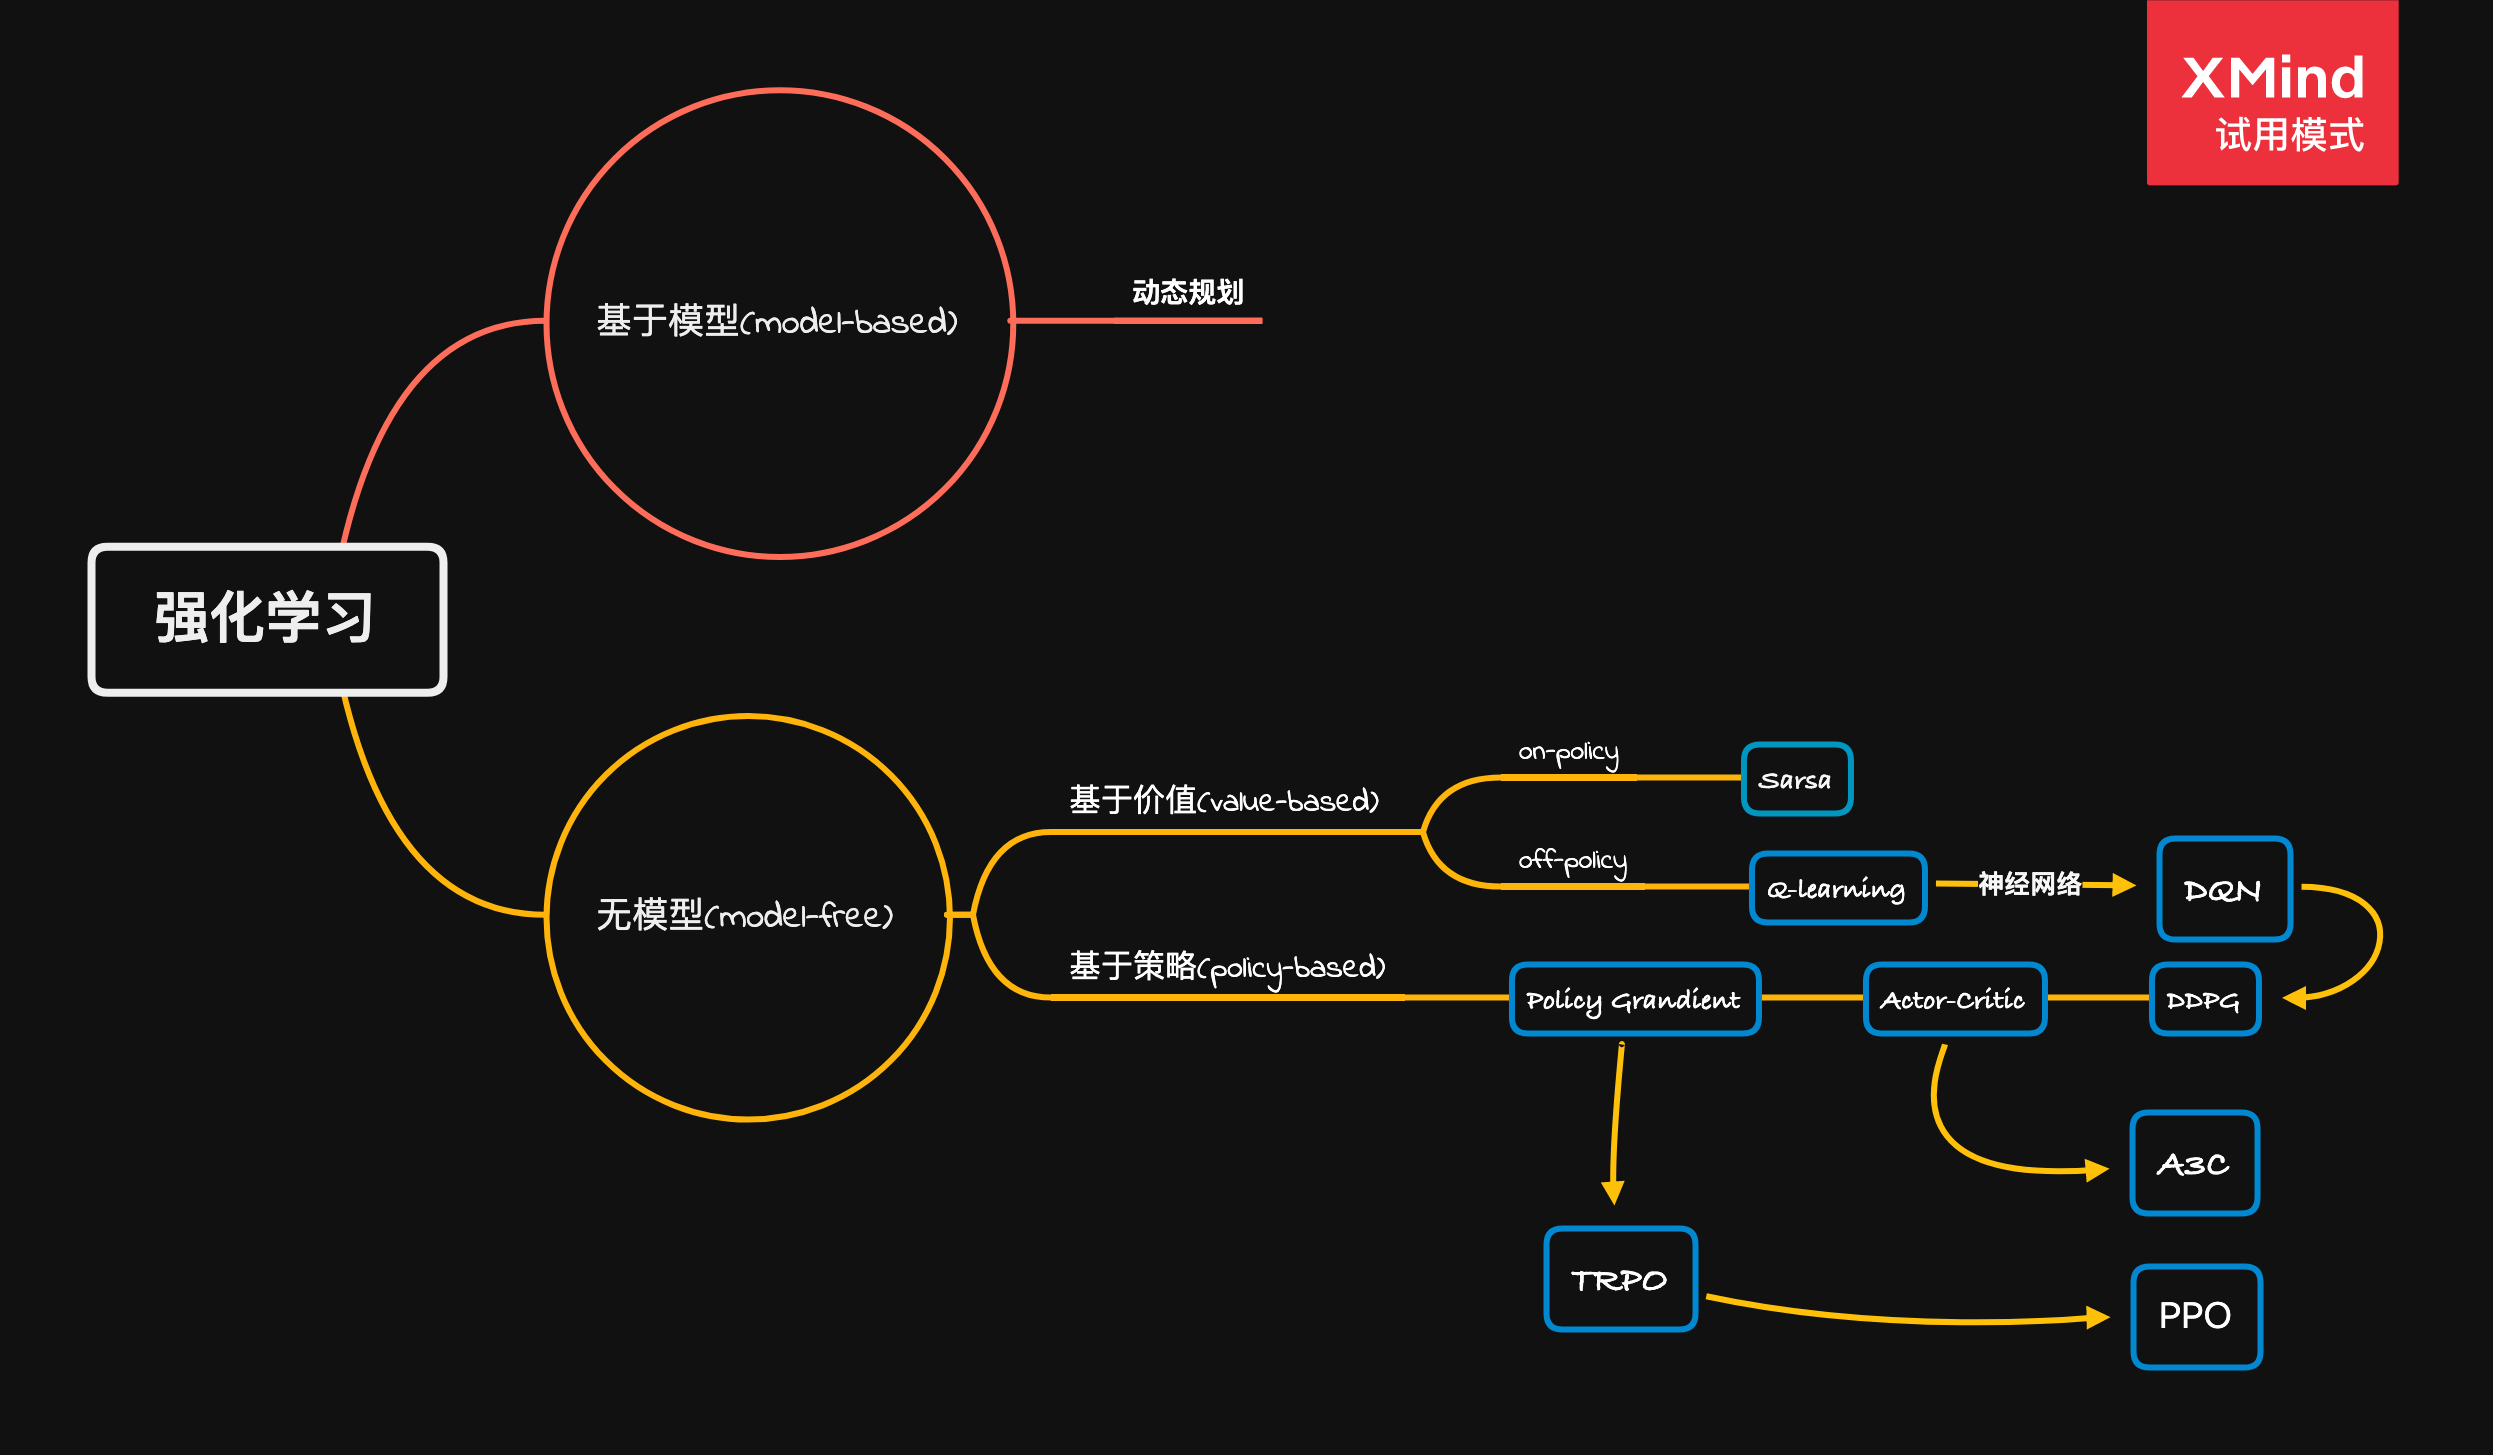 XMind
试用模式
基于模型(model-based)
动态规划
强化学习
无模型(model-free)
基于价值(value-based)
on-policy
Sarsa
off-policy
Q-learning
神经网络
DQN
基于策略(policy-based)
Policy Grandient
Actor-Critic
DDPG
A3C
TRPO
PPO